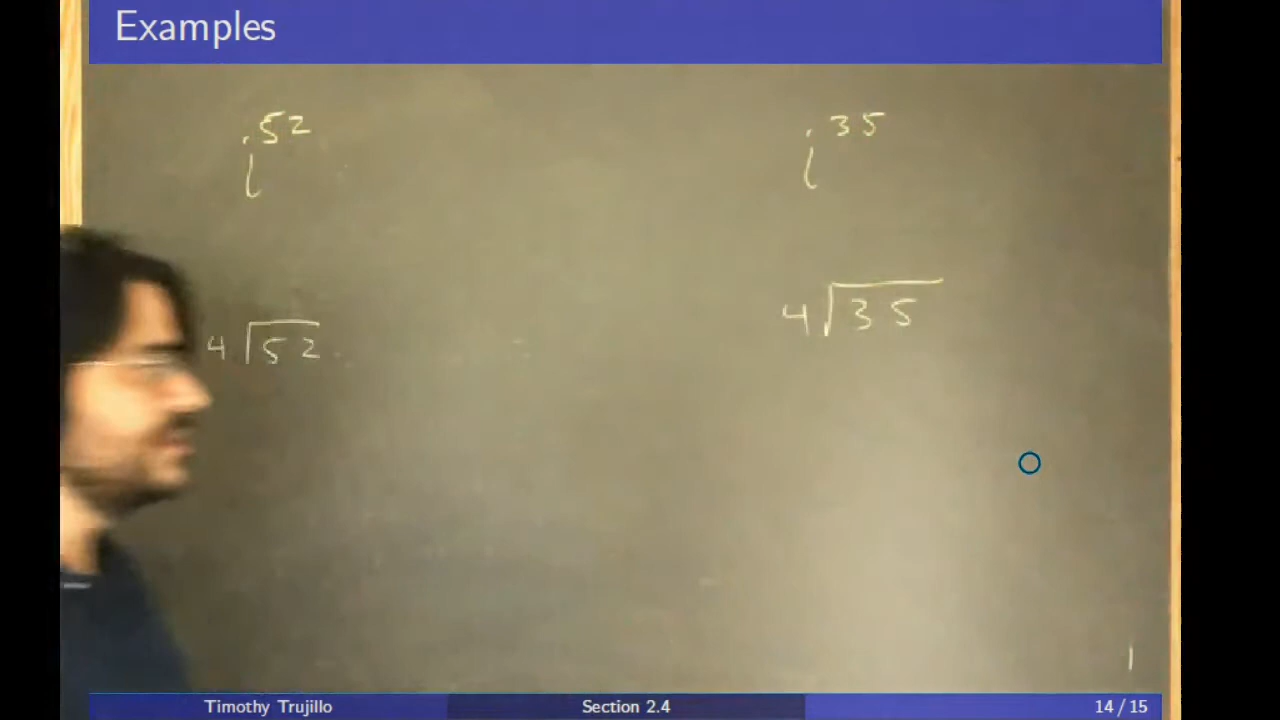 Examples
i^52
i^35
4√35
4√52
Timothy Trujillo
Section 2.4
14 / 15